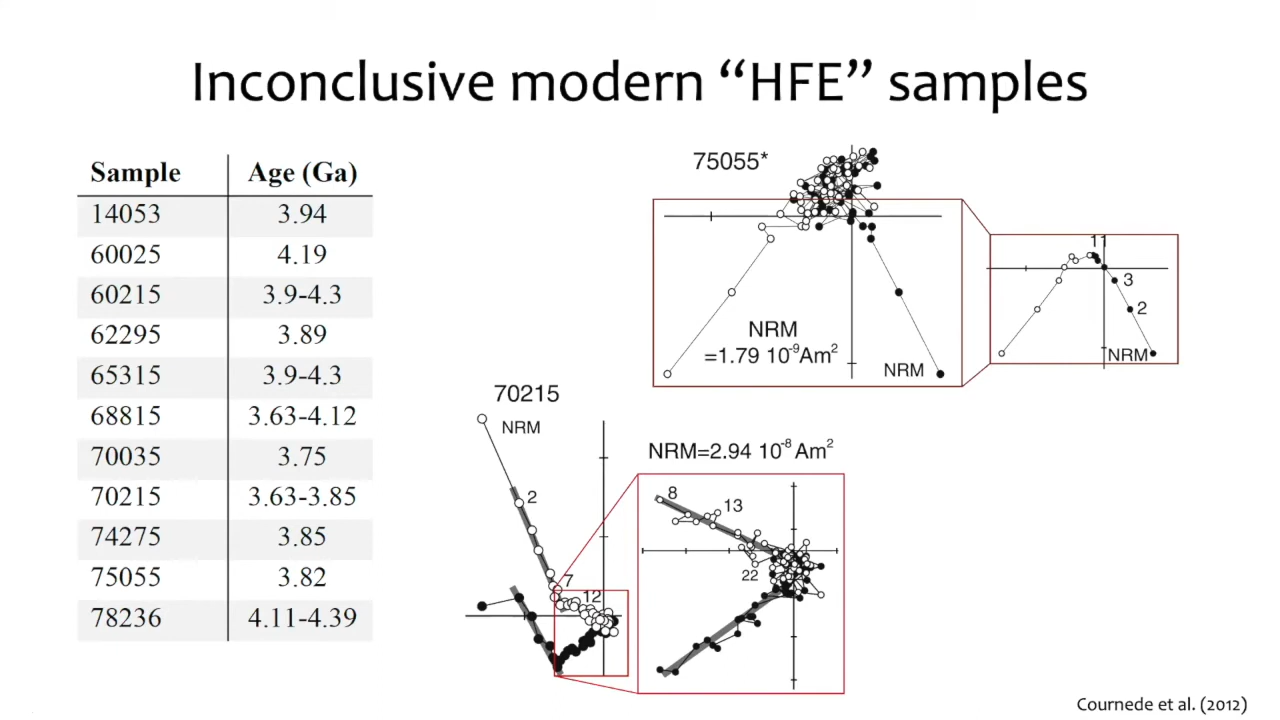 Inconclusive modern “HFE” samples
Sample Age (Ga)
14053 3.94
60025 4.19
60215 3.9-4.3
62295 3.89
65315 3.9-4.3
68815 3.63-4.12
70035 3.75
70215 3.63-3.85
74275 3.85
75055 3.82
78236 4.11-4.39
75055*
NRM
=1.79 10-9Am2
NRM
11
3
2
NRM
70215
NRM
2
7
12
NRM=2.94 10-8 Am2
8
13
22
Cournede et al. (2012)